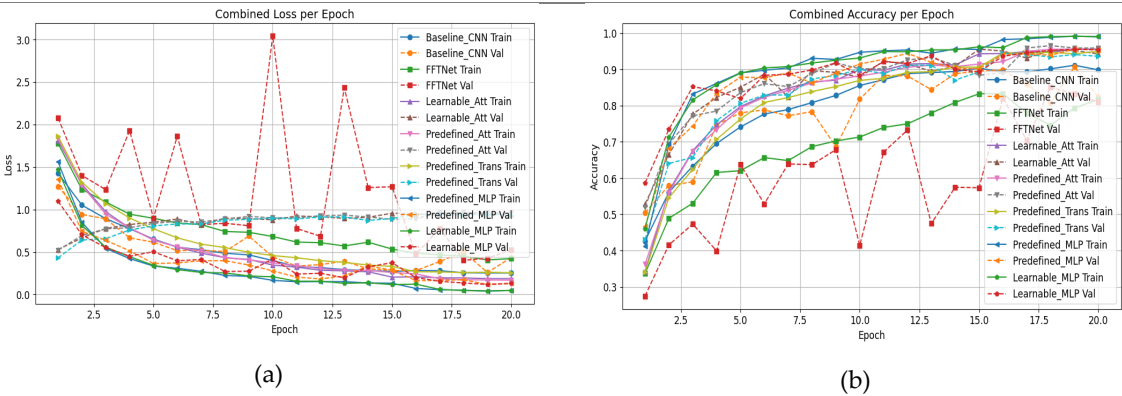 Combined Loss per Epoch
3.0
2.5
2.0
1.5
1.0
0.5
0.0
Loss
2.5
5.0
7.5
10.0
12.5
15.0
17.5
20.0
Epoch
Baseline_CNN Train
Baseline_CNN Val
FFTNet Train
FFTNet Val
Learnable_Att Train
Learnable_Att Val
Predefined_Att Train
Predefined_Att Val
Predefined_Trans Train
Predefined_Trans Val
Predefined_MLP Train
Predefined_MLP Val
Learnable_MLP Train
Learnable_MLP Val
(a)
Combined Accuracy per Epoch
1.0
0.9
0.8
0.7
0.6
0.5
0.4
0.3
Accuracy
2.5
5.0
7.5
10.0
12.5
15.0
17.5
20.0
Epoch
Baseline_CNN Train
Baseline_CNN Val
FFTNet Train
FFTNet Val
Learnable_Att Train
Learnable_Att Val
Predefined_Att Train
Predefined_Att Val
Predefined_Trans Train
Predefined_Trans Val
Predefined_MLP Train
Predefined_MLP Val
Learnable_MLP Train
Learnable_MLP Val
(b)